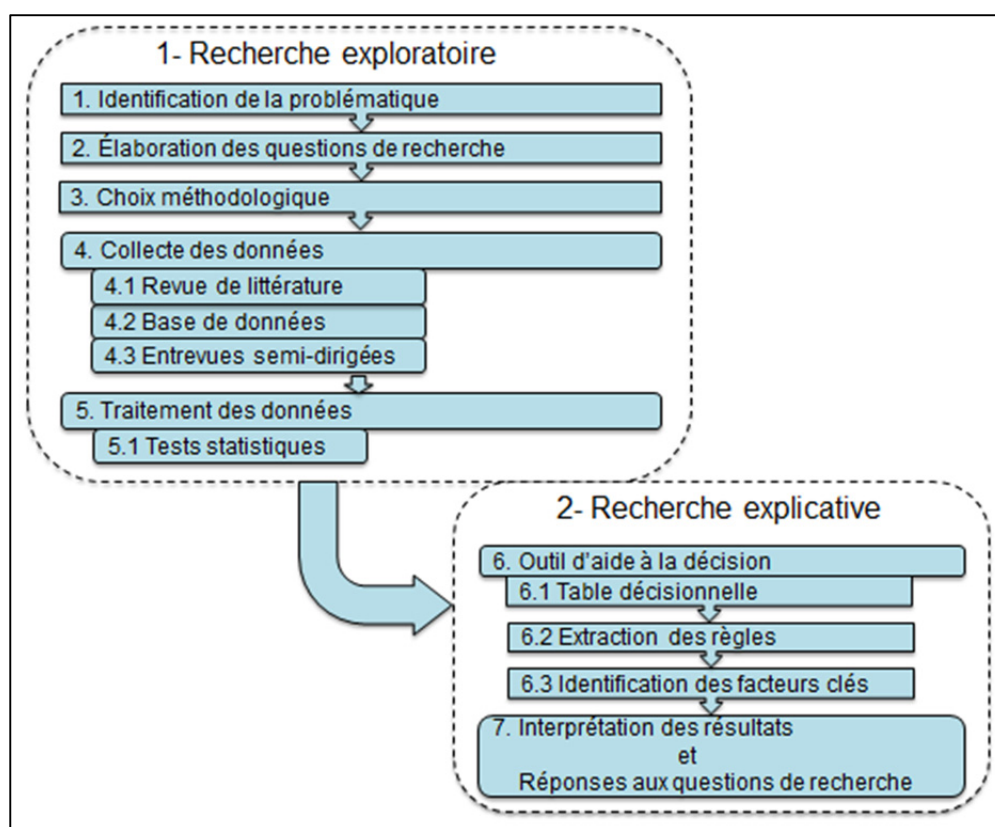 1- Recherche exploratoire
1. Identification de la problématique
2. Élaboration des questions de recherche
3. Choix méthodologique
4. Collecte des données
4.1 Revue de littérature
4.2 Base de données
4.3 Entrevues semi-dirigées
5. Traitement des données
5.1 Tests statistiques
2- Recherche explicative
6. Outil d'aide à la décision
6.1 Table décisionnelle
6.2 Extraction des règles
6.3 Identification des facteurs clés
7. Interprétation des résultats
et
Réponses aux questions de recherche